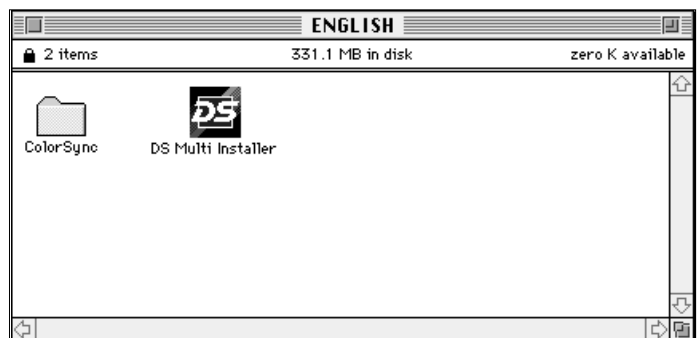 ENGLISH
2 items 331.1 MB in disk zero K available
DS
ColorSync DS Multi Installer